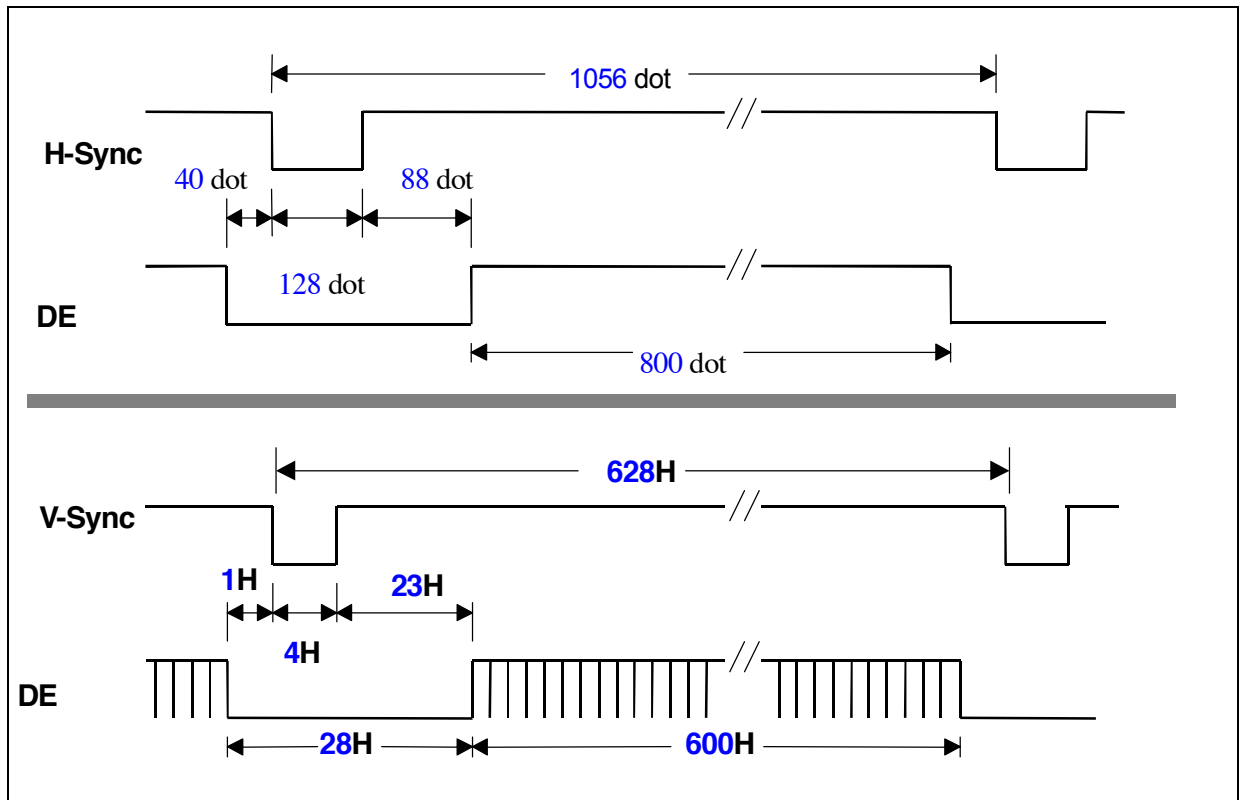 1056 dot
H-Sync
40 dot
88 dot
128 dot
DE
800 dot
628H
V-Sync
1H
23H
4H
DE
28H
600H